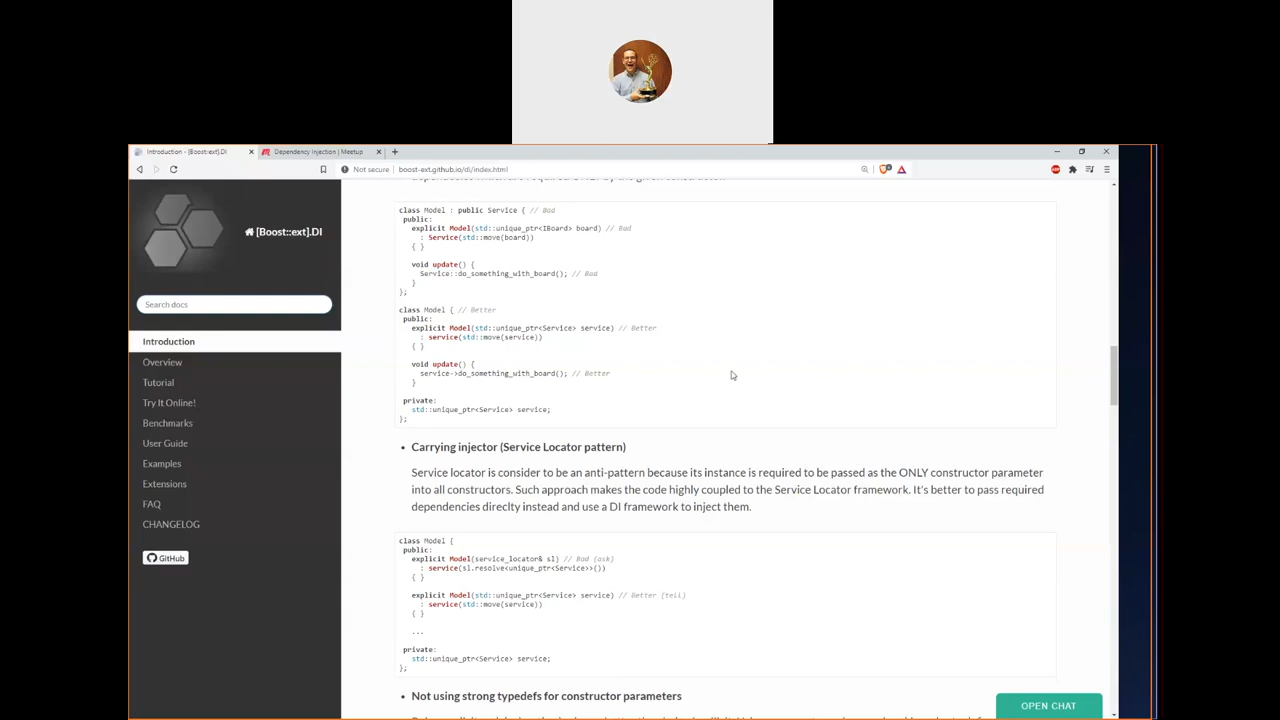 Introduction - [Boost::ext].DI
Dependency Injection | Meetup
Not secure
boost-ext.github.io/di/index.html
[Boost::ext].DI
Search docs
Introduction
Overview
Tutorial
Try It Online!
Benchmarks
User Guide
Examples
Extensions
FAQ
CHANGELOG
GitHub
class Model : public Service { // Bad
public:
explicit Model(std::unique_ptr<IBoard> board) // Bad
: Service(std::move(board))
{ }
void update() {
Service::do_something_with_board(); // Bad
}
};
class Model { // Better
public:
explicit Model(std::unique_ptr<Service> service) // Better
: service(std::move(service))
{ }
void update() {
service->do_something_with_board(); // Better
}
private:
std::unique_ptr<Service> service;
};
• Carrying injector (Service Locator pattern)
Service locator is consider to be an anti-pattern because its instance is required to be passed as the ONLY constructor parameter
into all constructors. Such approach makes the code highly coupled to the Service Locator framework. It's better to pass required
dependencies direclty instead and use a DI framework to inject them.
class Model {
public:
explicit Model(service_locator& sl) // Bad (ask)
: service(sl.resolve<unique_ptr<Service>>())
{ }
explicit Model(std::unique_ptr<Service> service) // Better (tell)
: service(std::move(service))
{ }
...
private:
std::unique_ptr<Service> service;
};
• Not using strong typedefs for constructor parameters
OPEN CHAT